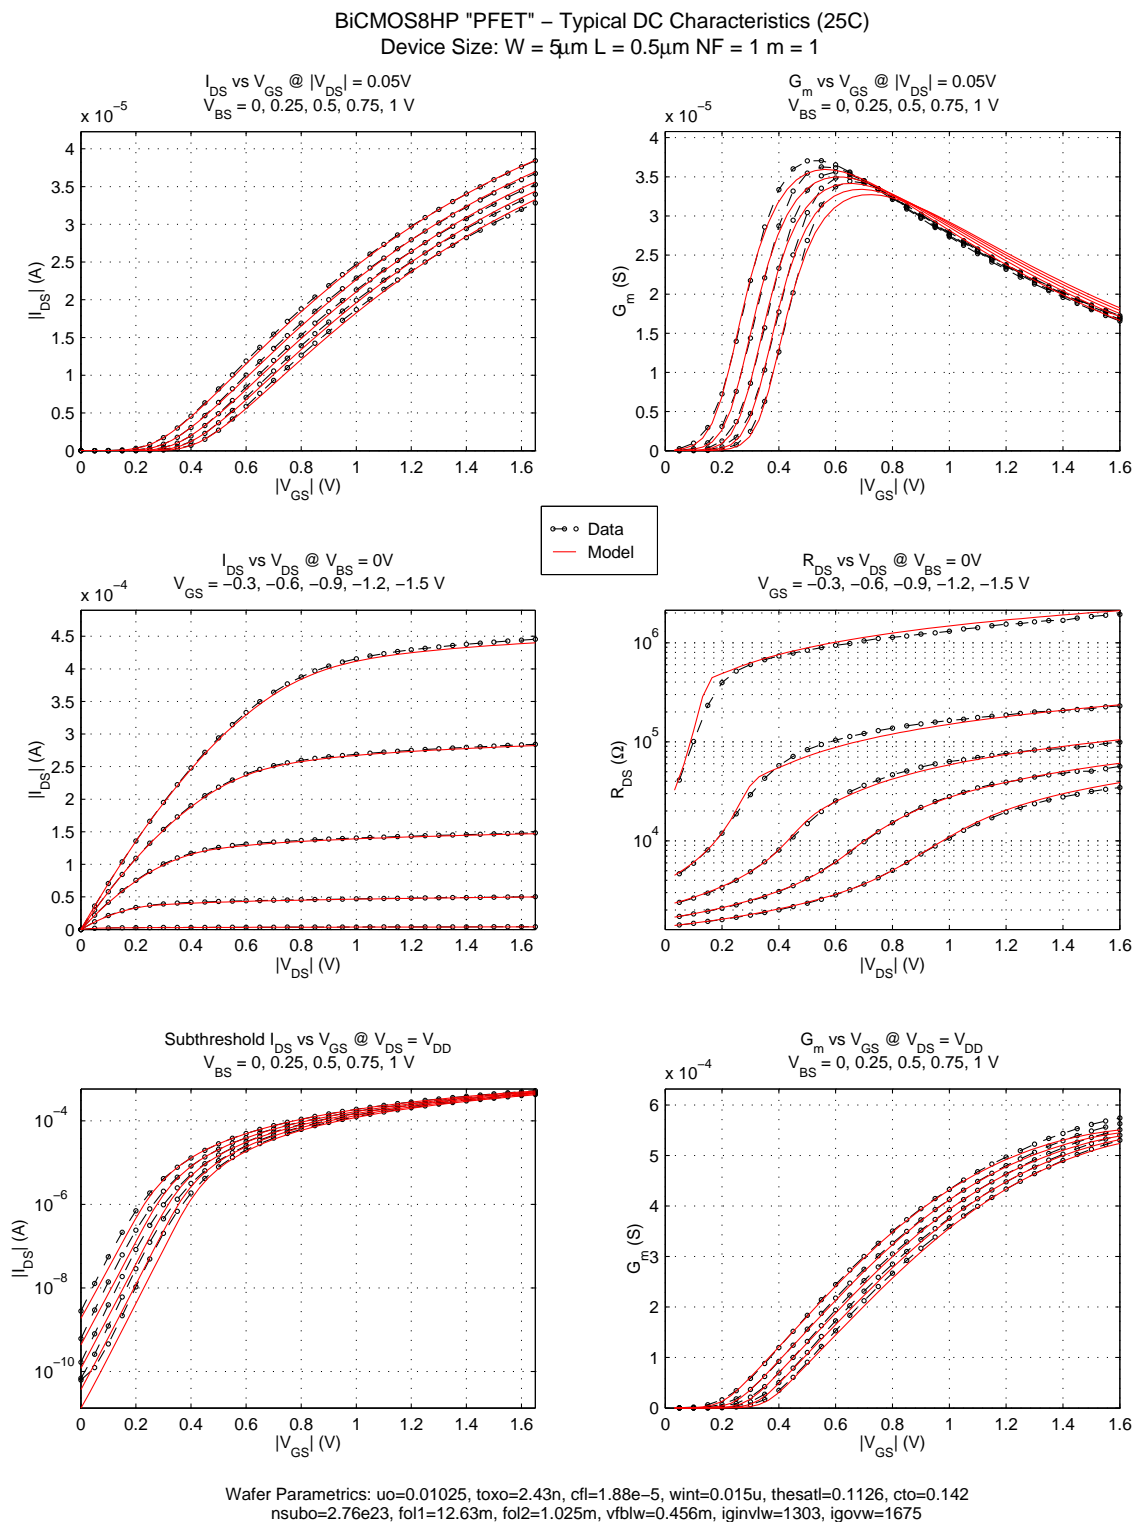 BiCMOS8HP "PFET" – Typical DC Characteristics (25C)
Device Size: W = 5µm L = 0.5µm NF = 1 m = 1
I_DS vs V_GS @ |V_DS| = 0.05V
V_BS = 0, 0.25, 0.5, 0.75, 1 V
x 10^−5
4
3.5
3
2.5
2
1.5
1
0.5
0
|I_DS| (A)
0 0.2 0.4 0.6 0.8 1 1.2 1.4 1.6
|V_GS| (V)
G_m vs V_GS @ |V_DS| = 0.05V
V_BS = 0, 0.25, 0.5, 0.75, 1 V
x 10^−5
4
3.5
3
2.5
2
1.5
1
0.5
0
G_m (S)
0 0.2 0.4 0.6 0.8 1 1.2 1.4 1.6
|V_GS| (V)
Data
Model
I_DS vs V_DS @ V_BS = 0V
V_GS = −0.3, −0.6, −0.9, −1.2, −1.5 V
x 10^−4
4.5
4
3.5
3
2.5
2
1.5
1
0.5
0
|I_DS| (A)
0 0.2 0.4 0.6 0.8 1 1.2 1.4 1.6
|V_DS| (V)
R_DS vs V_DS @ V_BS = 0V
V_GS = −0.3, −0.6, −0.9, −1.2, −1.5 V
10^6
10^5
10^4
R_DS (Ω)
0 0.2 0.4 0.6 0.8 1 1.2 1.4 1.6
|V_DS| (V)
Subthreshold I_DS vs V_GS @ V_DS = V_DD
V_BS = 0, 0.25, 0.5, 0.75, 1 V
10^−4
10^−6
10^−8
10^−10
|I_DS| (A)
0 0.2 0.4 0.6 0.8 1 1.2 1.4 1.6
|V_GS| (V)
G_m vs V_GS @ V_DS = V_DD
V_BS = 0, 0.25, 0.5, 0.75, 1 V
x 10^−4
6
5
4
3
2
1
0
G_m (S)
0 0.2 0.4 0.6 0.8 1 1.2 1.4 1.6
|V_GS| (V)
Wafer Parametrics: uo=0.01025, toxo=2.43n, cfl=1.88e−5, wint=0.015u, thesatl=0.1126, cto=0.142
nsubo=2.76e23, fol1=12.63m, fol2=1.025m, vfblw=0.456m, iginvlw=1303, igovw=1675